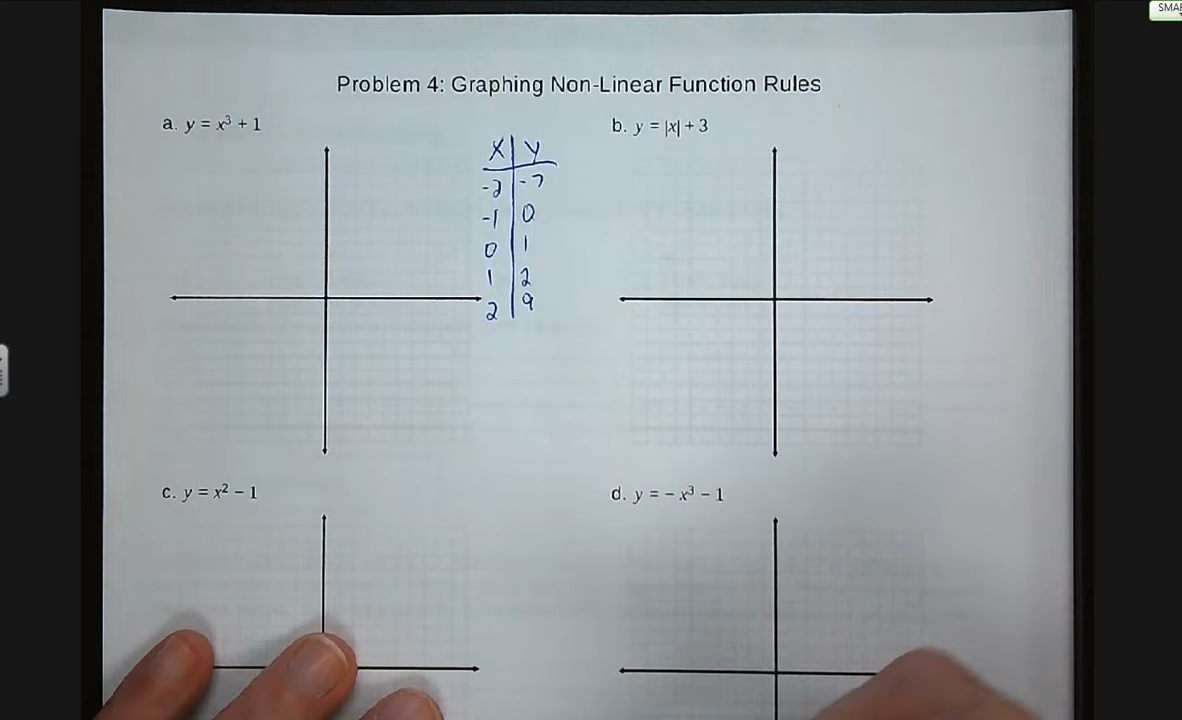 SMAR
Problem 4: Graphing Non-Linear Function Rules
a. y = x³ + 1
b. y = |x| + 3
X | Y
-2 | -7
-1 | 0
0 | 1
1 | 2
2 | 9
c. y = x² − 1
d. y = − x³ − 1